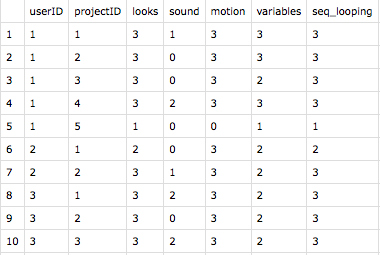 userID projectID looks sound motion variables seq_looping
1 1 1 3 1 3 3 3
2 1 2 3 0 3 3 3
3 1 3 3 0 3 2 3
4 1 4 3 2 3 3 3
5 1 5 1 0 0 1 1
6 2 1 2 0 3 2 2
7 2 2 3 1 3 2 3
8 3 1 3 2 3 2 3
9 3 2 3 0 3 2 3
10 3 3 3 2 3 2 3